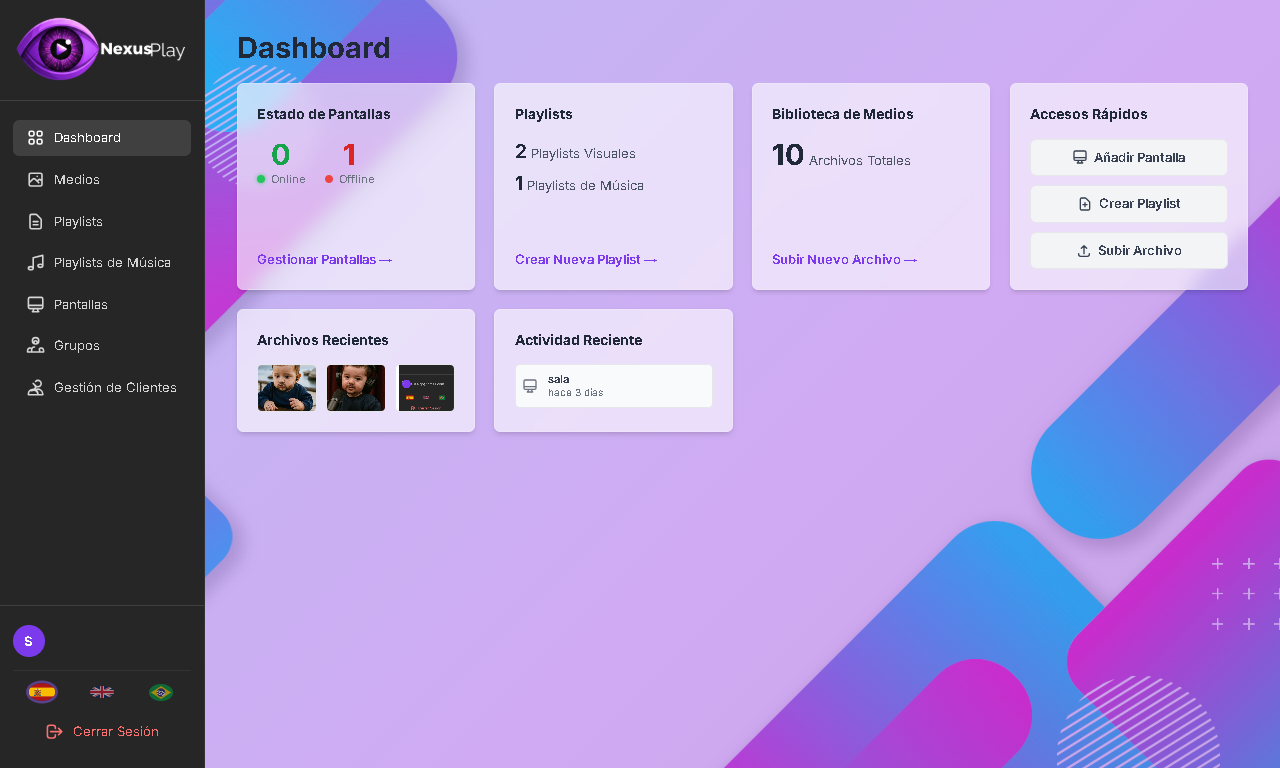 NexusPlay
Dashboard
Medios
Playlists
Playlists de Música
Pantallas
Grupos
Gestión de Clientes
S
Cerrar Sesión
Dashboard
Estado de Pantallas
0
Online
1
Offline
Gestionar Pantallas →
Playlists
2 Playlists Visuales
1 Playlists de Música
Crear Nueva Playlist →
Biblioteca de Medios
10 Archivos Totales
Subir Nuevo Archivo →
Accesos Rápidos
Añadir Pantalla
Crear Playlist
Subir Archivo
Archivos Recientes
Actividad Reciente
sala
hace 3 días